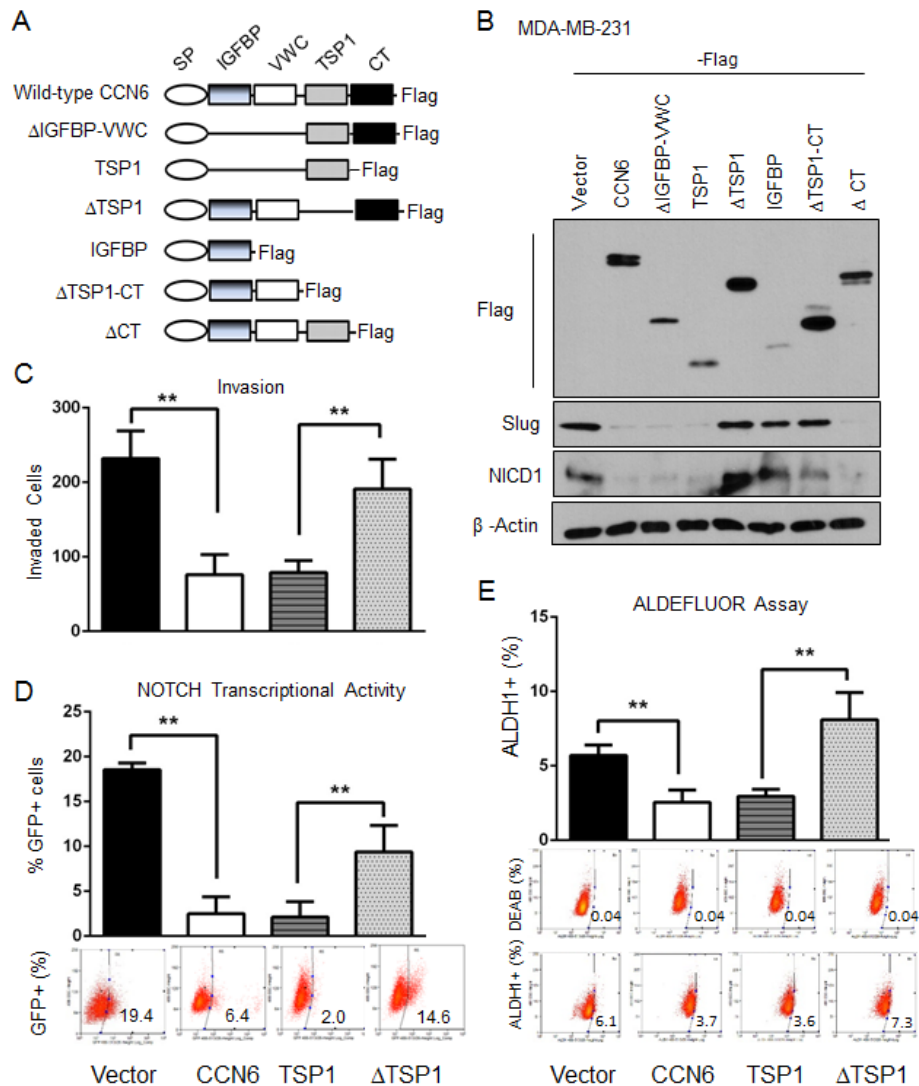 A
SP IGFBP VWC TSP1 CT
Wild-type CCN6 Flag
ΔIGFBP-VWC Flag
TSP1 Flag
ΔTSP1 Flag
IGFBP Flag
ΔTSP1-CT Flag
ΔCT Flag
B
MDA-MB-231
-Flag
Vector CCN6 ΔIGFBP-VWC TSP1 ΔTSP1 IGFBP ΔTSP1-CT Δ CT
Flag
Slug
NICD1
β -Actin
C
Invasion
Invaded Cells
300
200
100
0
** **
D
NOTCH Transcriptional Activity
% GFP+ cells
25
20
15
10
5
0
** **
GFP+ (%)
19.4 6.4 2.0 14.6
Vector CCN6 TSP1 ΔTSP1
E
ALDEFLUOR Assay
ALDH1+ (%)
15
10
5
0
** **
DEAB (%)
0.04 0.04 0.04 0.04
ALDH1+ (%)
6.1 3.7 3.6 7.3
Vector CCN6 TSP1 ΔTSP1